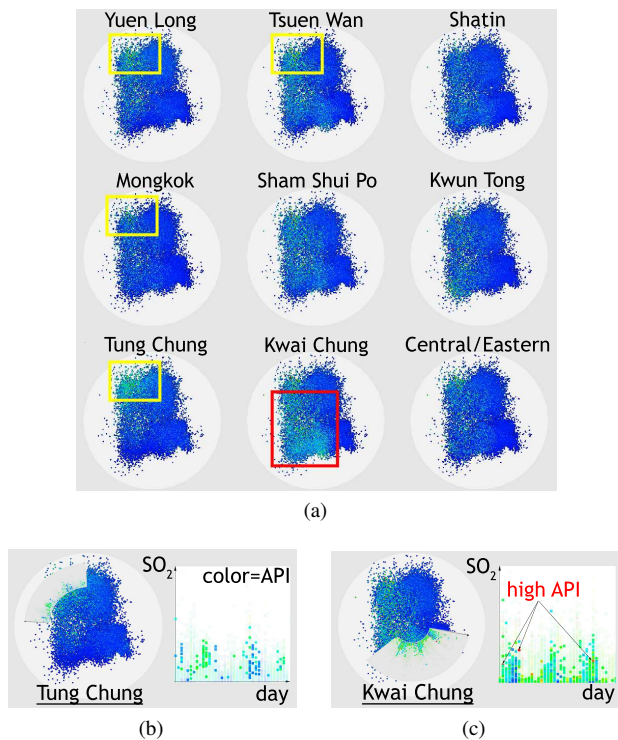 Yuen Long Tsuen Wan Shatin
Mongkok Sham Shui Po Kwun Tong
Tung Chung Kwai Chung Central/Eastern
(a)
SO2 color=API
Tung Chung day
(b)
SO2 high API
Kwai Chung day
(c)